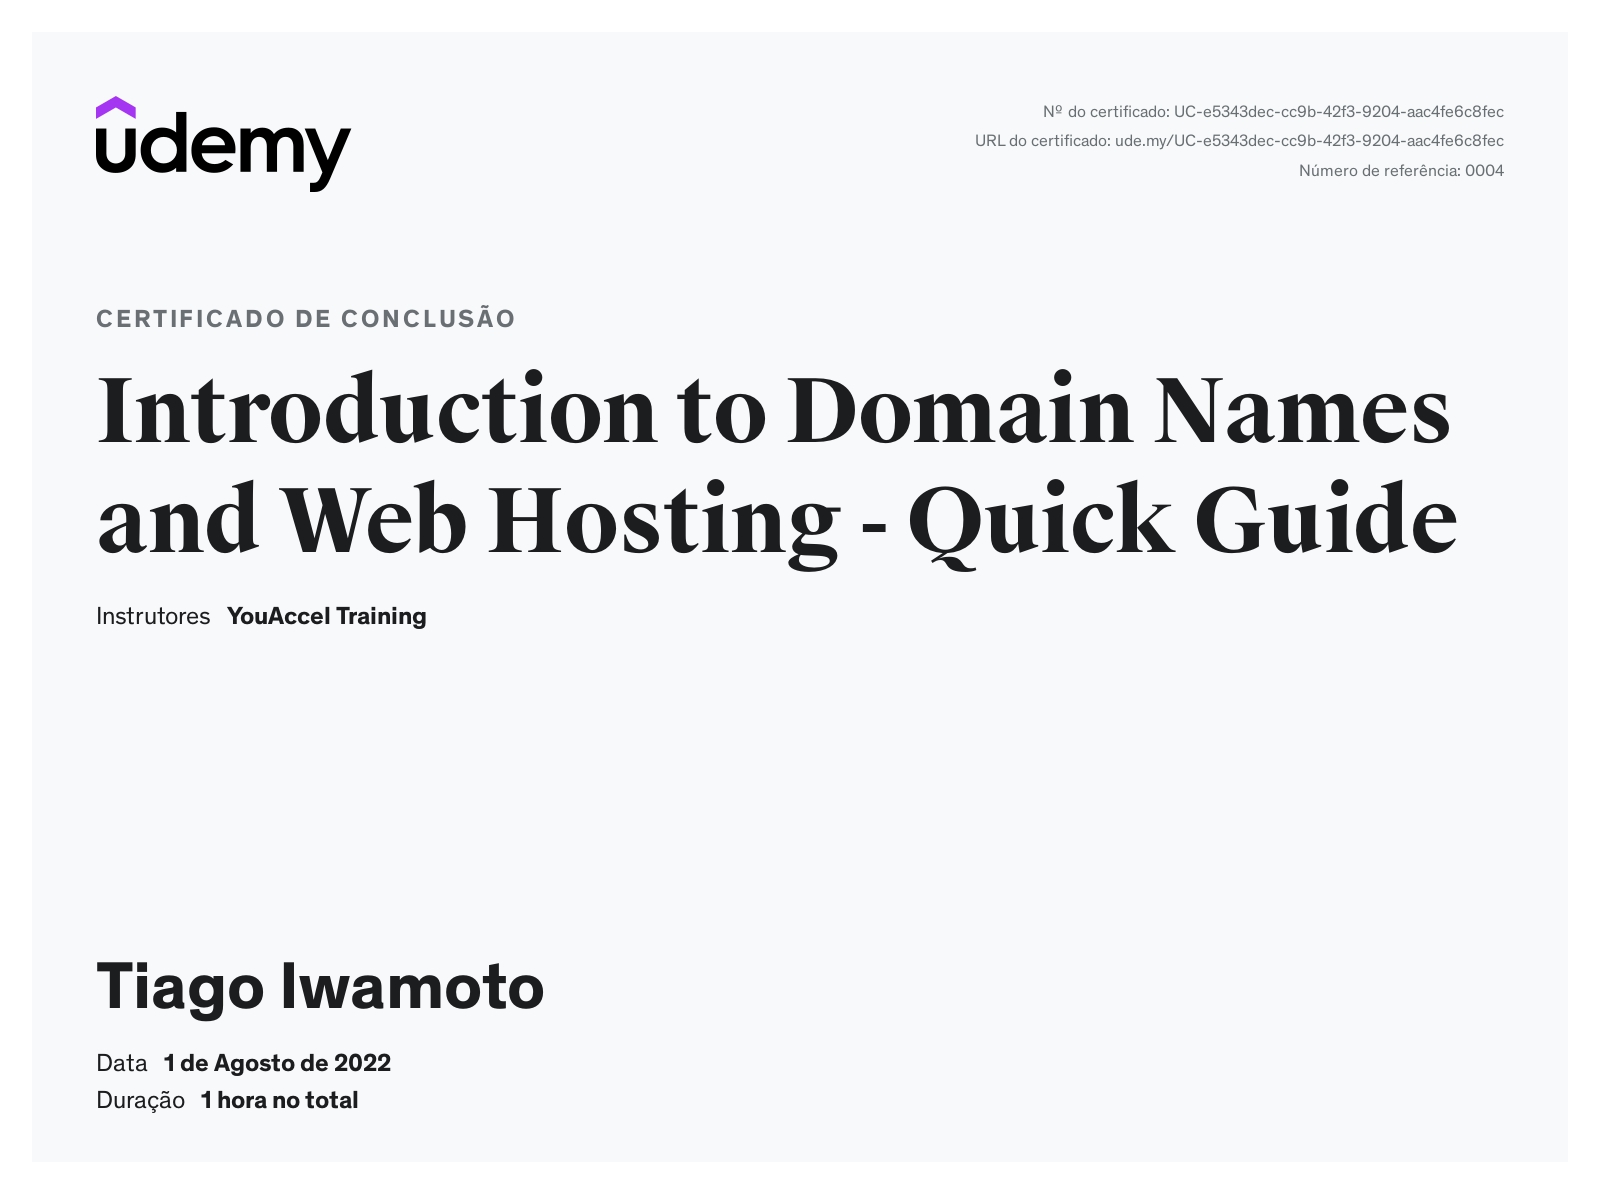 udemy
Nº do certificado: UC-e5343dec-cc9b-42f3-9204-aac4fe6c8fec
URL do certificado: ude.my/UC-e5343dec-cc9b-42f3-9204-aac4fe6c8fec
Número de referência: 0004
CERTIFICADO DE CONCLUSÃO
Introduction to Domain Names
and Web Hosting - Quick Guide
Instrutores YouAccel Training
Tiago Iwamoto
Data 1 de Agosto de 2022
Duração 1 hora no total